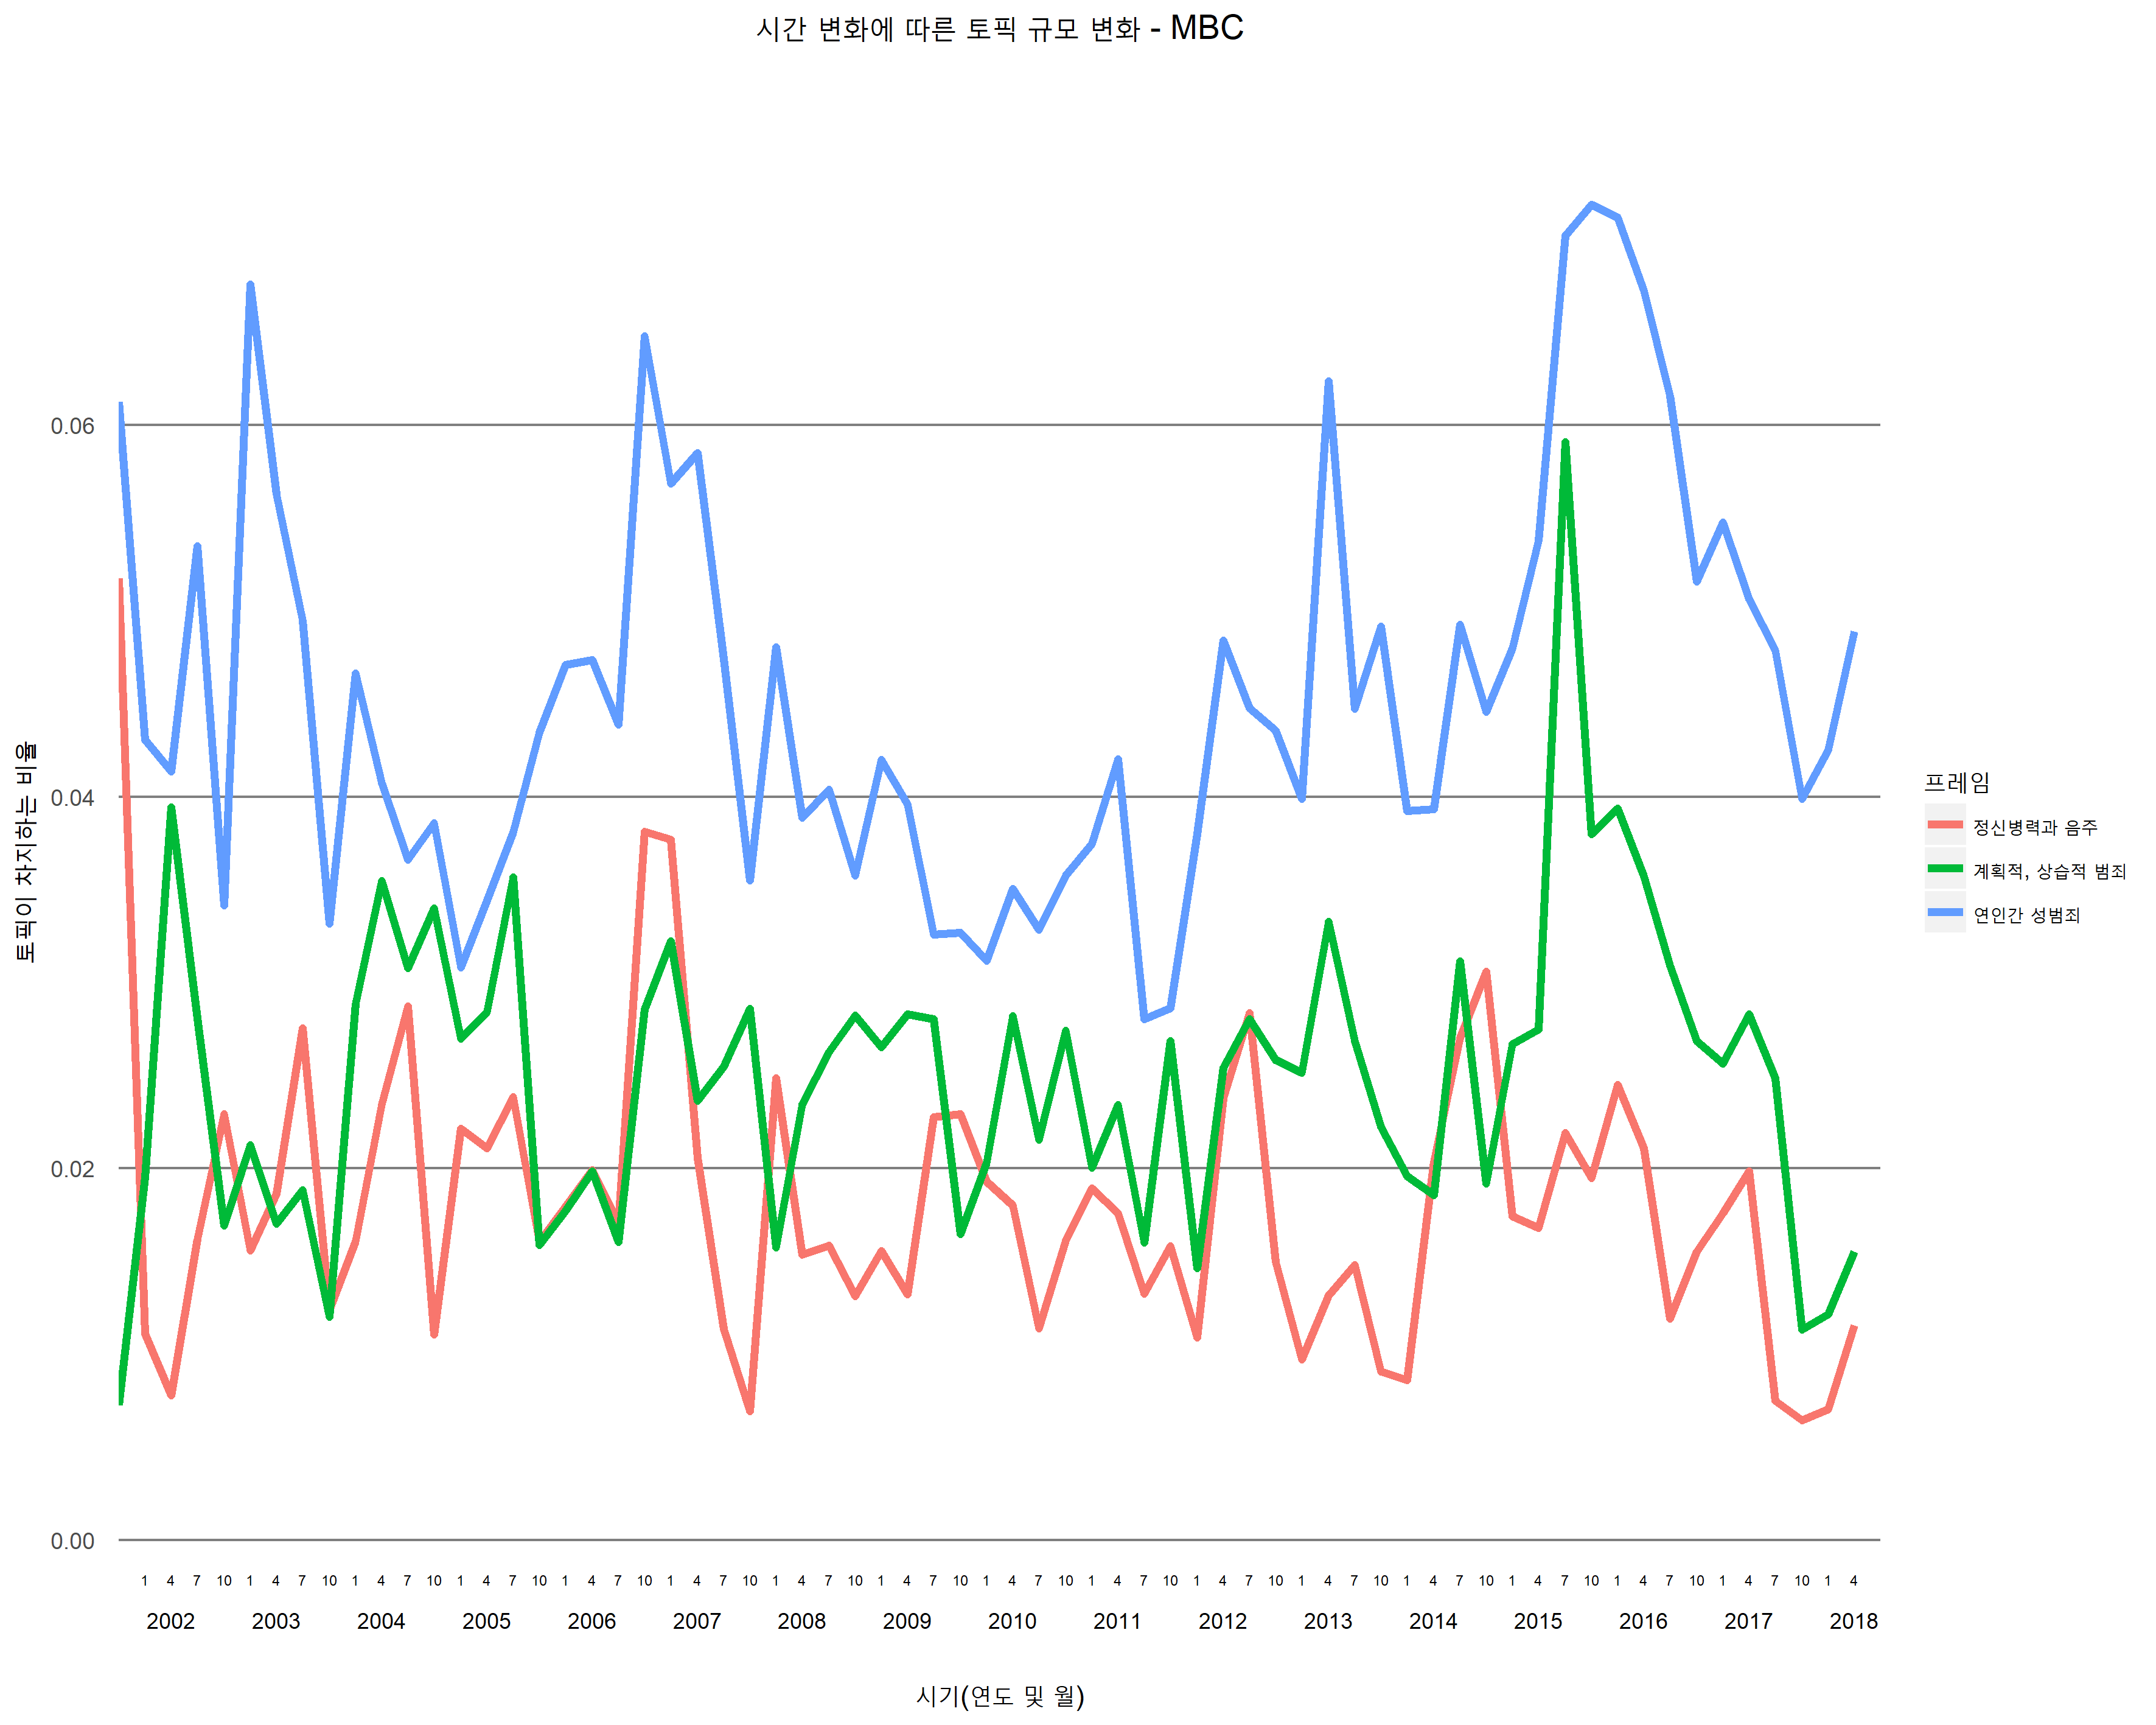 시간 변화에 따른 토픽 규모 변화 - MBC
토픽이 차지하는 비율
0.06
0.04
0.02
0.00
프레임
정신병력과 음주
계획적, 상습적 범죄
연인간 성범죄
1 4 7 10 1 4 7 10 1 4 7 10 1 4 7 10 1 4 7 10 1 4 7 10 1 4 7 10 1 4 7 10 1 4 7 10 1 4 7 10 1 4 7 10 1 4 7 10 1 4 7 10 1 4 7 10 1 4 7 10 1 4 7 10 1 4
2002 2003 2004 2005 2006 2007 2008 2009 2010 2011 2012 2013 2014 2015 2016 2017 2018
시기(연도 및 월)